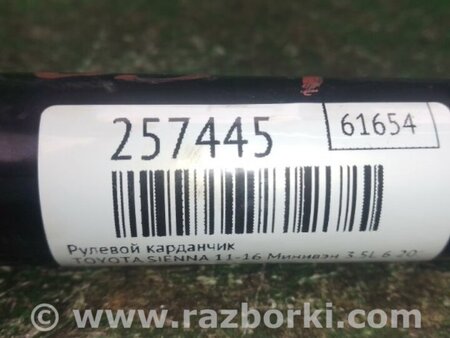 257445
61654
Рулевой карданчик
TOYOTA SIENNA 11-16 Минивэн 3.5L 6 20
© www.razborki.com